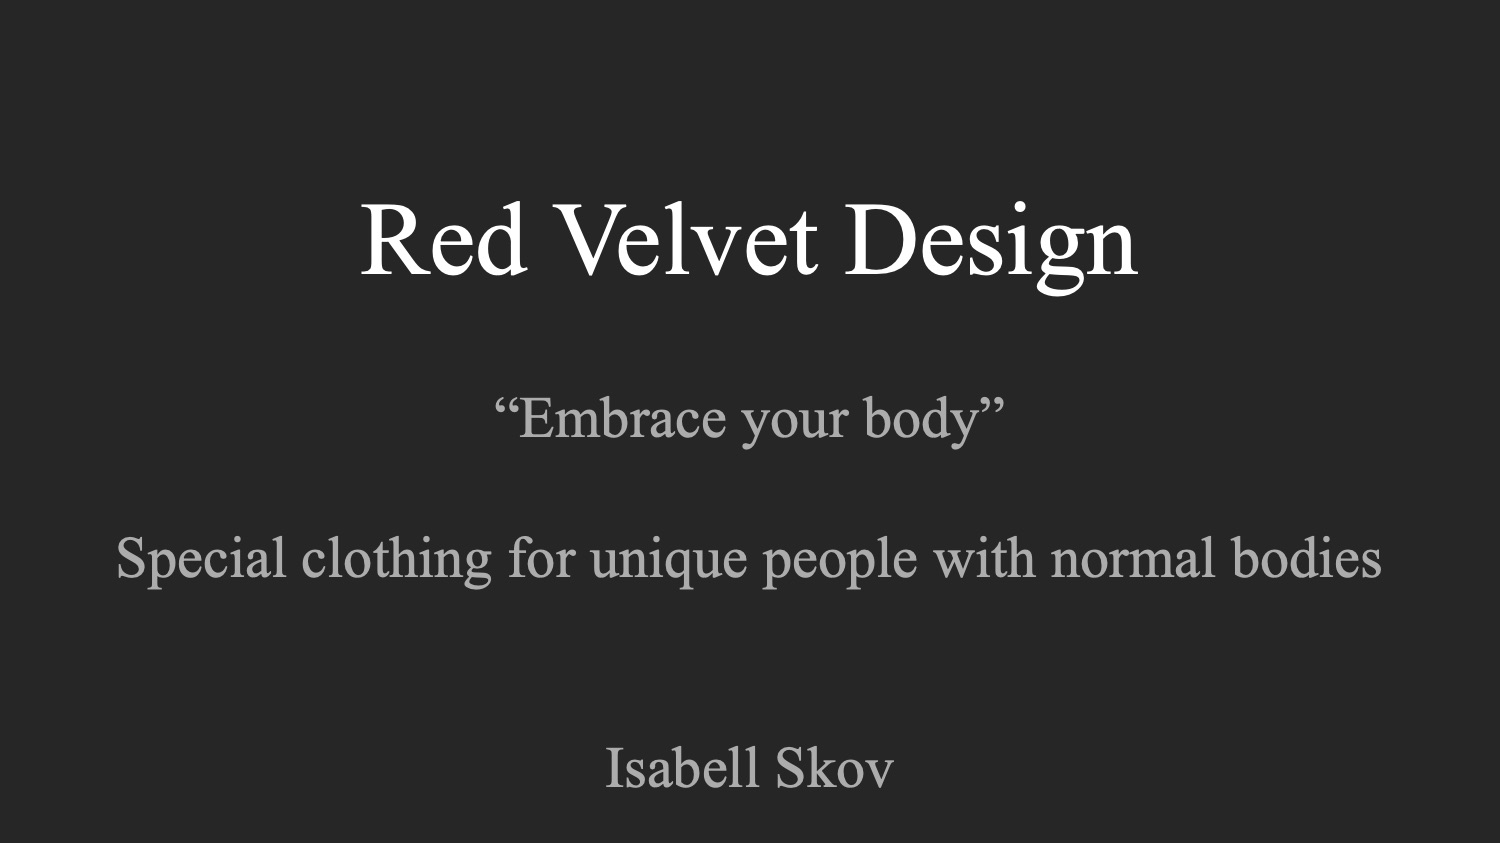 Red Velvet Design
“Embrace your body”
Special clothing for unique people with normal bodies
Isabell Skov